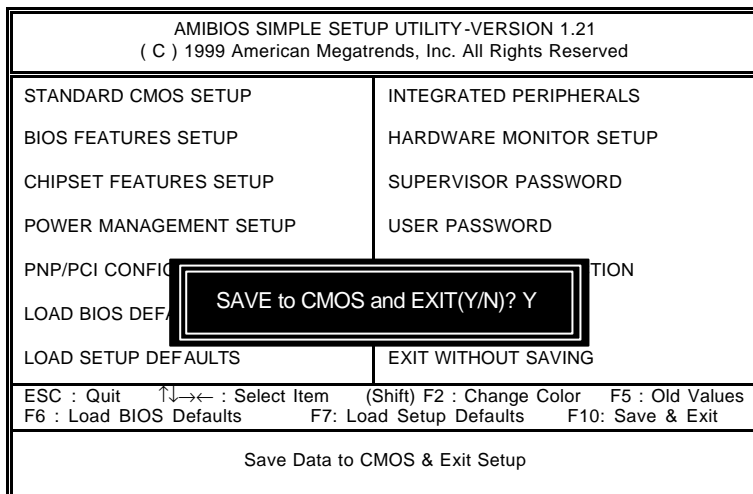 AMIBIOS SIMPLE SETUP UTILITY-VERSION 1.21
( C ) 1999 American Megatrends, Inc. All Rights Reserved
STANDARD CMOS SETUP
INTEGRATED PERIPHERALS
BIOS FEATURES SETUP
HARDWARE MONITOR SETUP
CHIPSET FEATURES SETUP
SUPERVISOR PASSWORD
POWER MANAGEMENT SETUP
USER PASSWORD
PNP/PCI
SAVE to CMOS and EXIT(Y/N)? Y
LOAD BIOS
LOAD SETUP DEFAULTS
EXIT WITHOUT SAVING
ESC : Quit ↑↓→← : Select Item (Shift) F2 : Change Color F5 : Old Values
F6 : Load BIOS Defaults F7: Load Setup Defaults F10: Save & Exit
Save Data to CMOS & Exit Setup